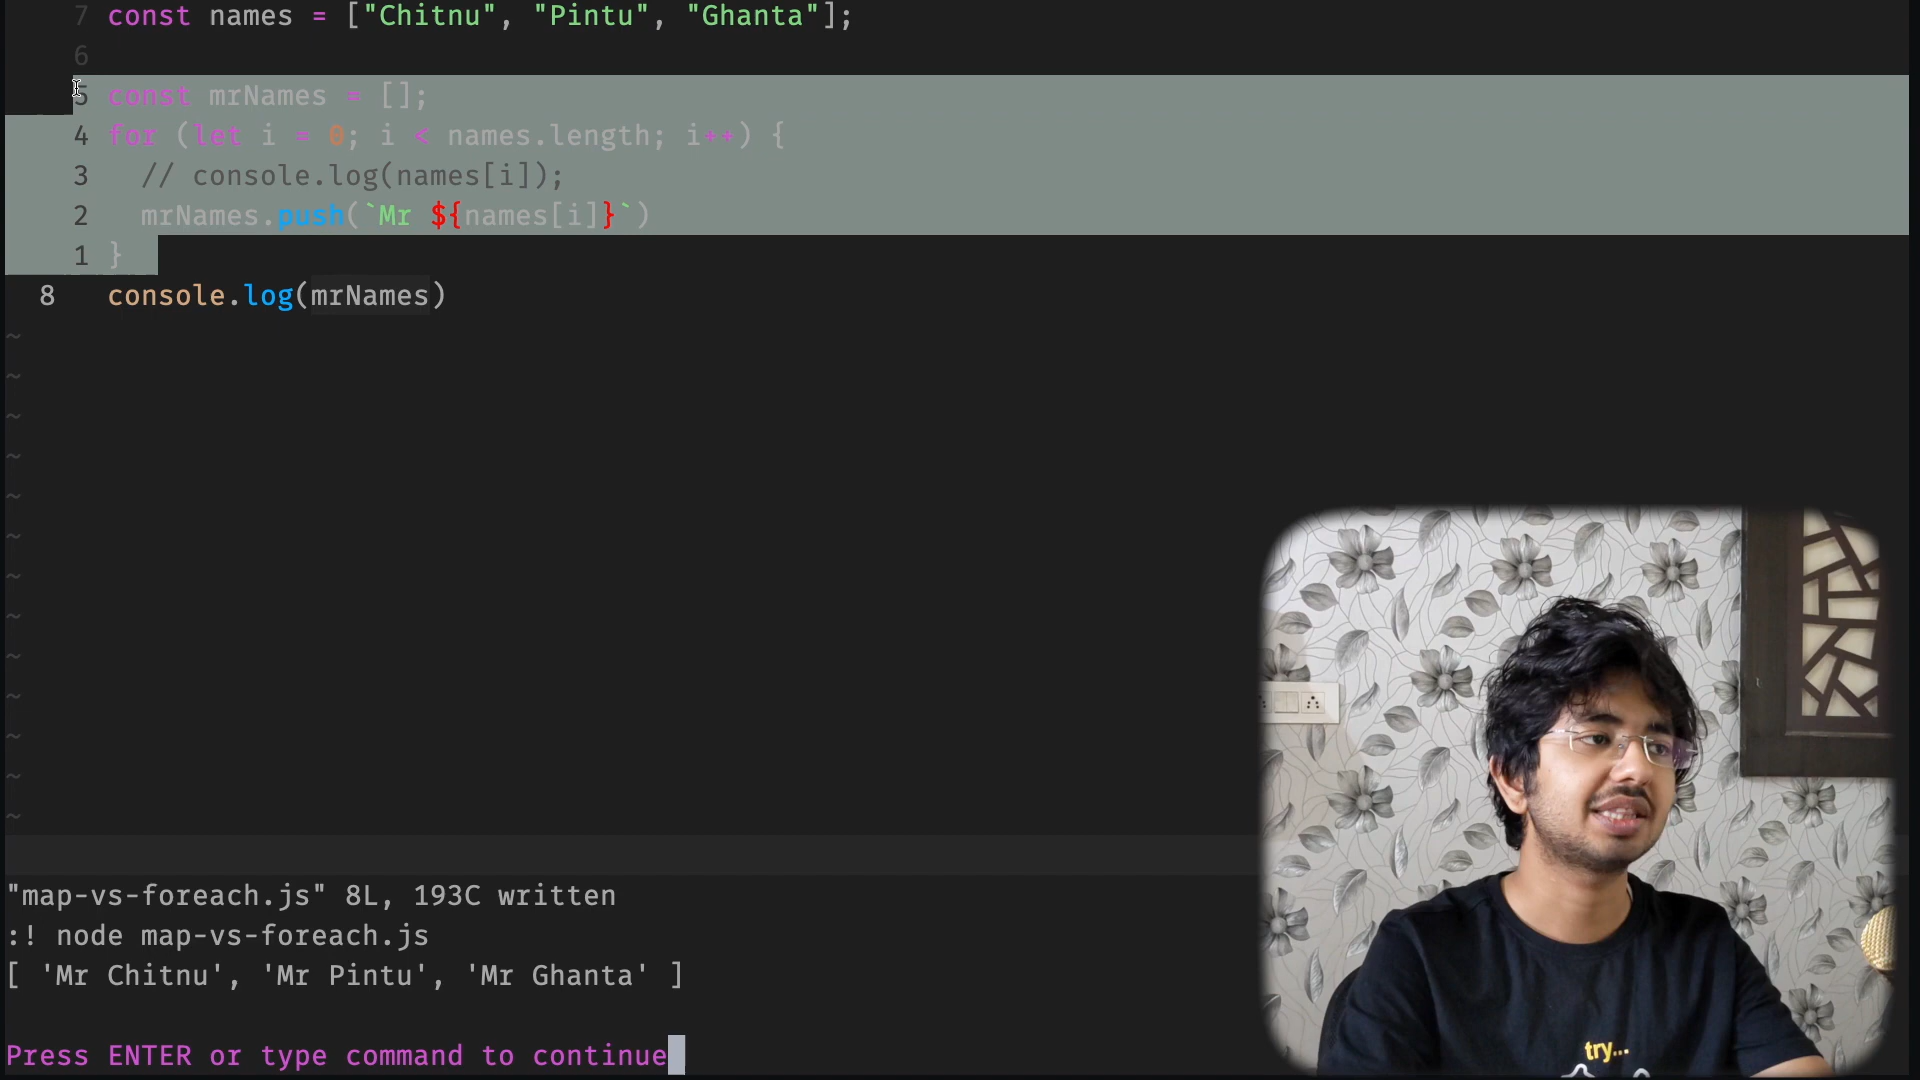 7 const names = ["Chitnu", "Pintu", "Ghanta"];
6
5 const mrNames = [];
4 for (let i = 0; i < names.length; i++) {
3 // console.log(names[i]);
2 mrNames.push(`Mr ${names[i]}`)
1 }
8 console.log(mrNames)
~
~
~
~
~
~
~
~
~
~
~
~
~
"map-vs-foreach.js" 8L, 193C written
:! node map-vs-foreach.js
[ 'Mr Chitnu', 'Mr Pintu', 'Mr Ghanta' ]
Press ENTER or type command to continue
try...